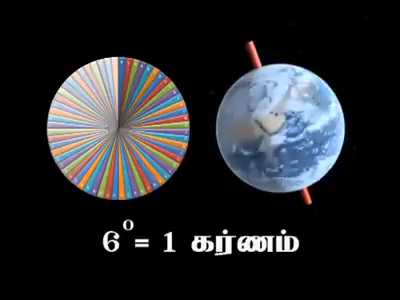 6° = 1 கர்ணம்